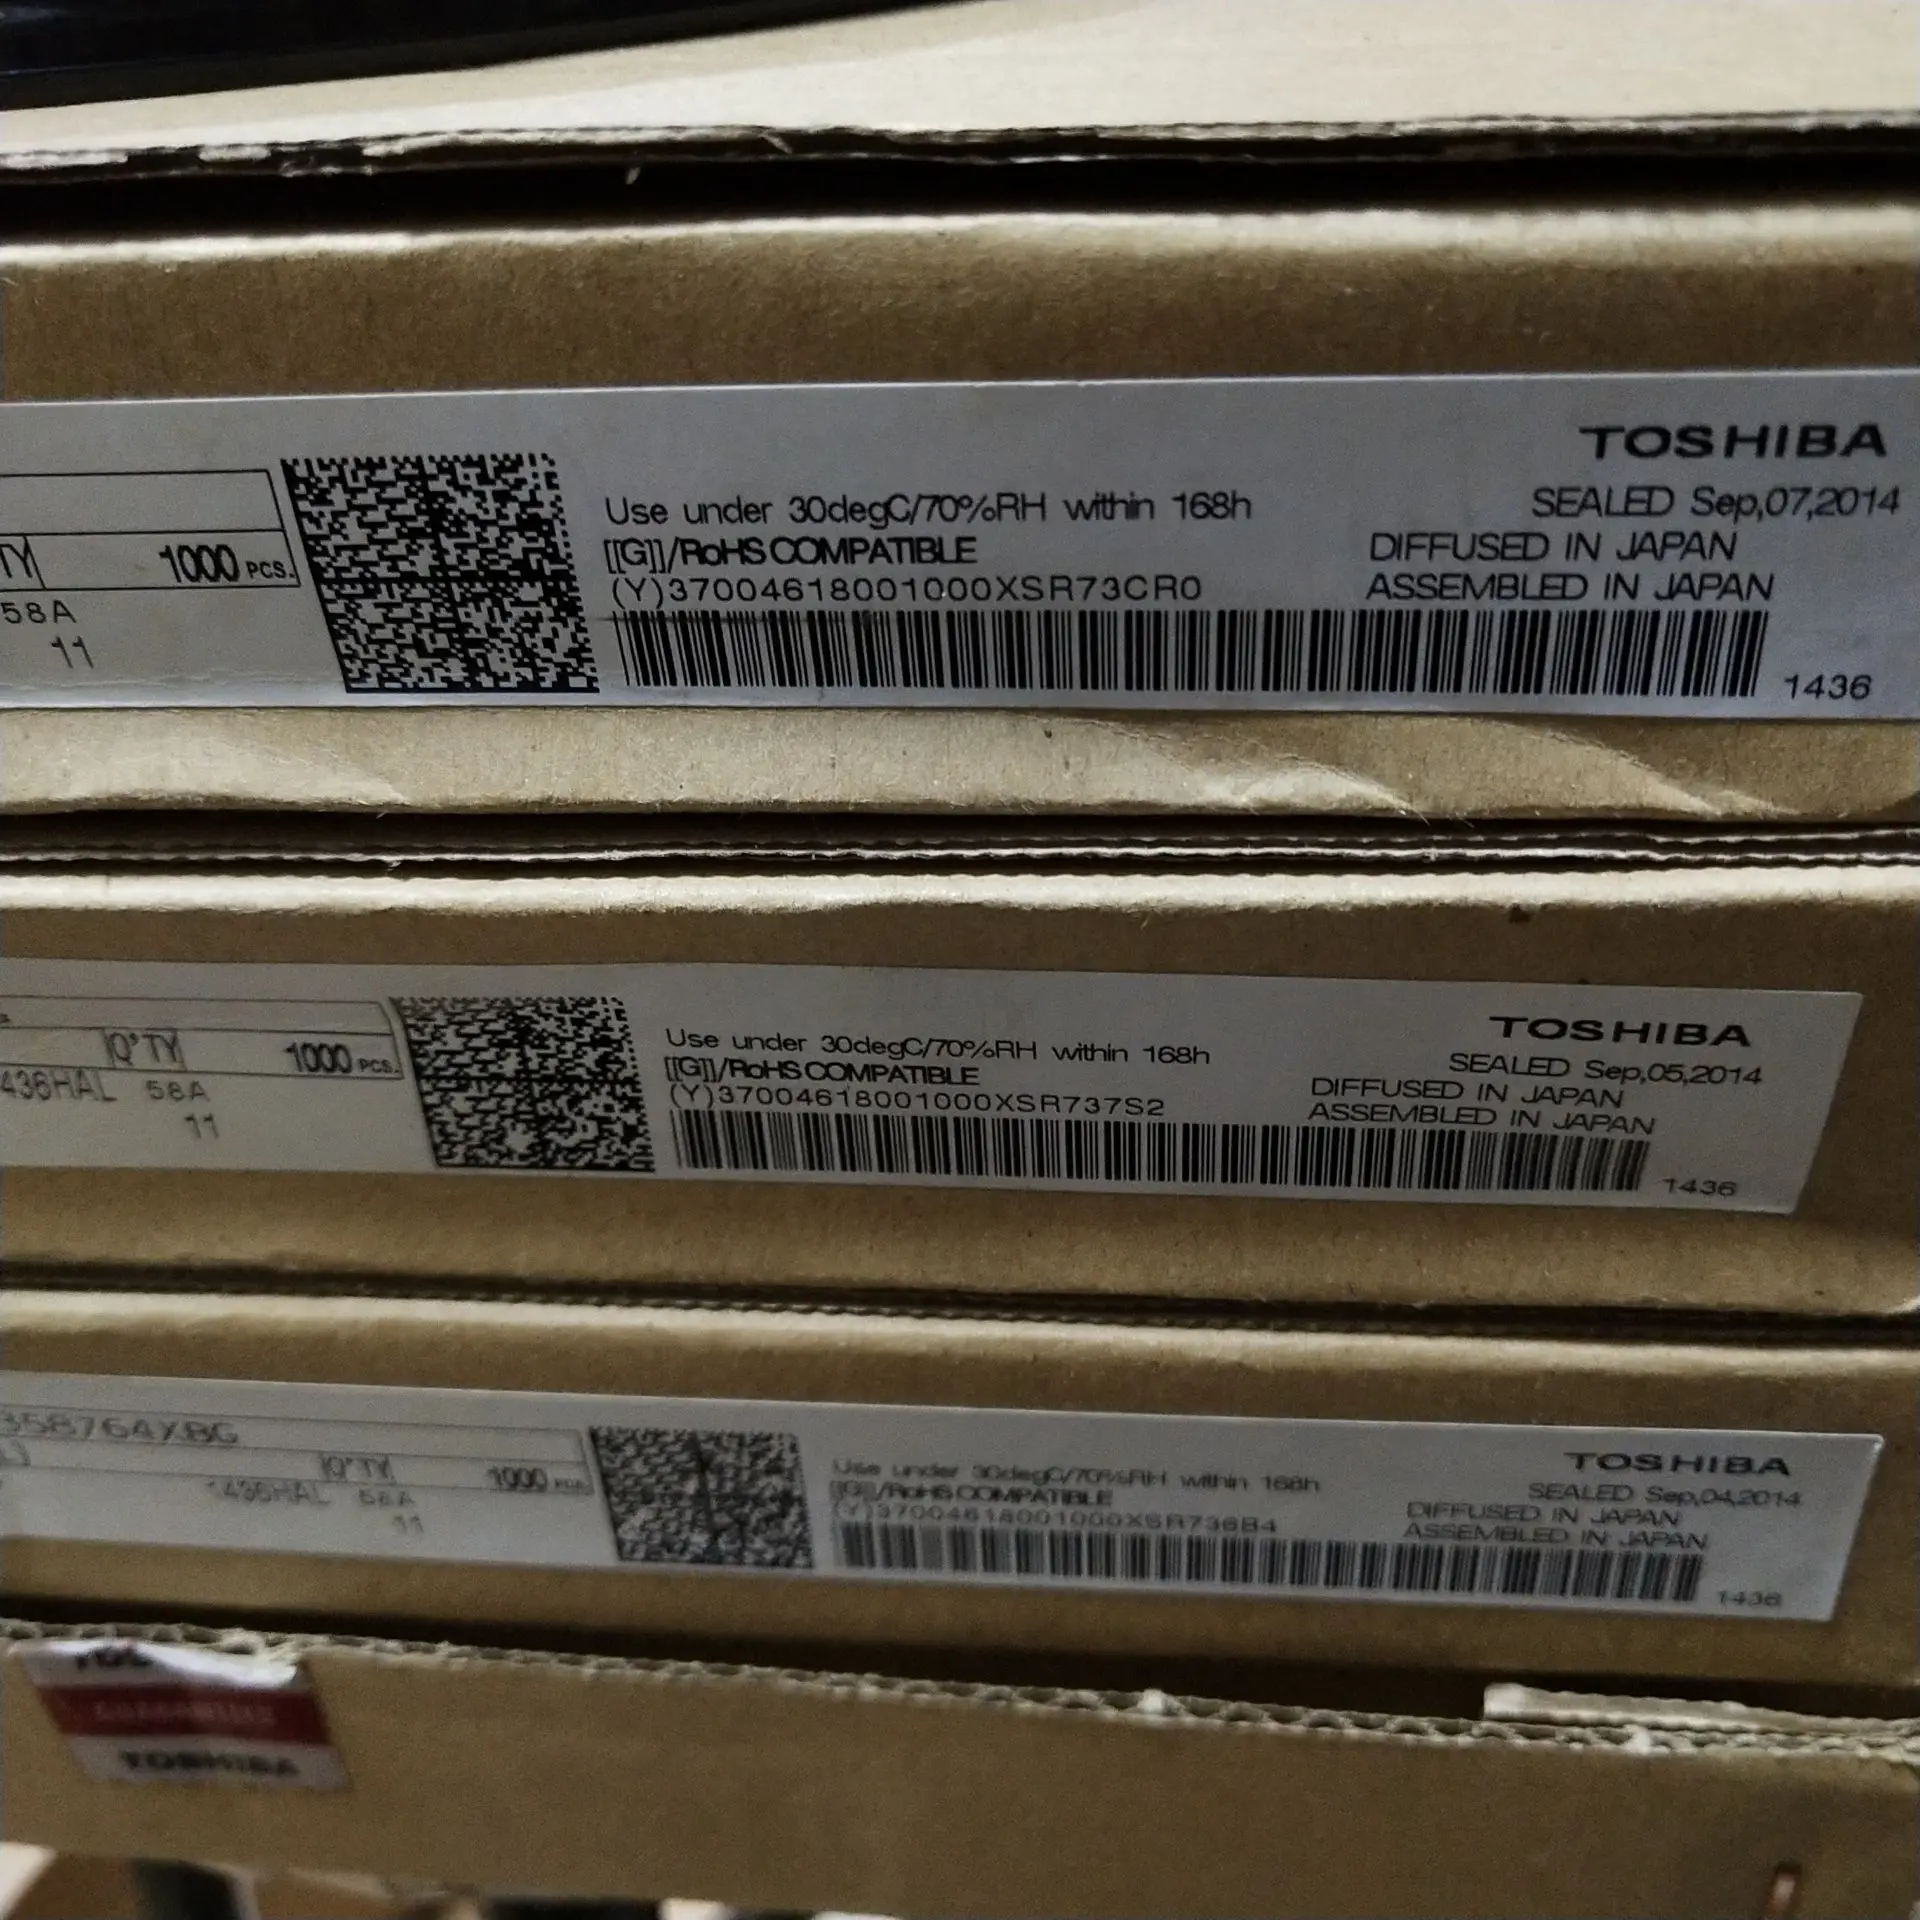 TY 1000 PCS.
58A
11
Use under 30degC/70%RH within 168h
[[G]]/RoHS COMPATIBLE
(Y)37004618001000XSR73CR0
TOSHIBA
SEALED Sep,07,2014
DIFFUSED IN JAPAN
ASSEMBLED IN JAPAN
1436
Q'TY 1000 PCS.
436HAL 58A
11
Use under 30degC/70%RH within 168h
[[G]]/RoHS COMPATIBLE
(Y)37004618001000XSR737S2
TOSHIBA
SEALED Sep,05,2014
DIFFUSED IN JAPAN
ASSEMBLED IN JAPAN
1436
358764XBG
Q'TY 1000 PCS.
1436HAL 58A
11
Use under 30degC/70%RH within 168h
[[G]]/RoHS COMPATIBLE
(Y)37004618001000XSR736B4
TOSHIBA
SEALED Sep,04,2014
DIFFUSED IN JAPAN
ASSEMBLED IN JAPAN
1436
TOSHIBA